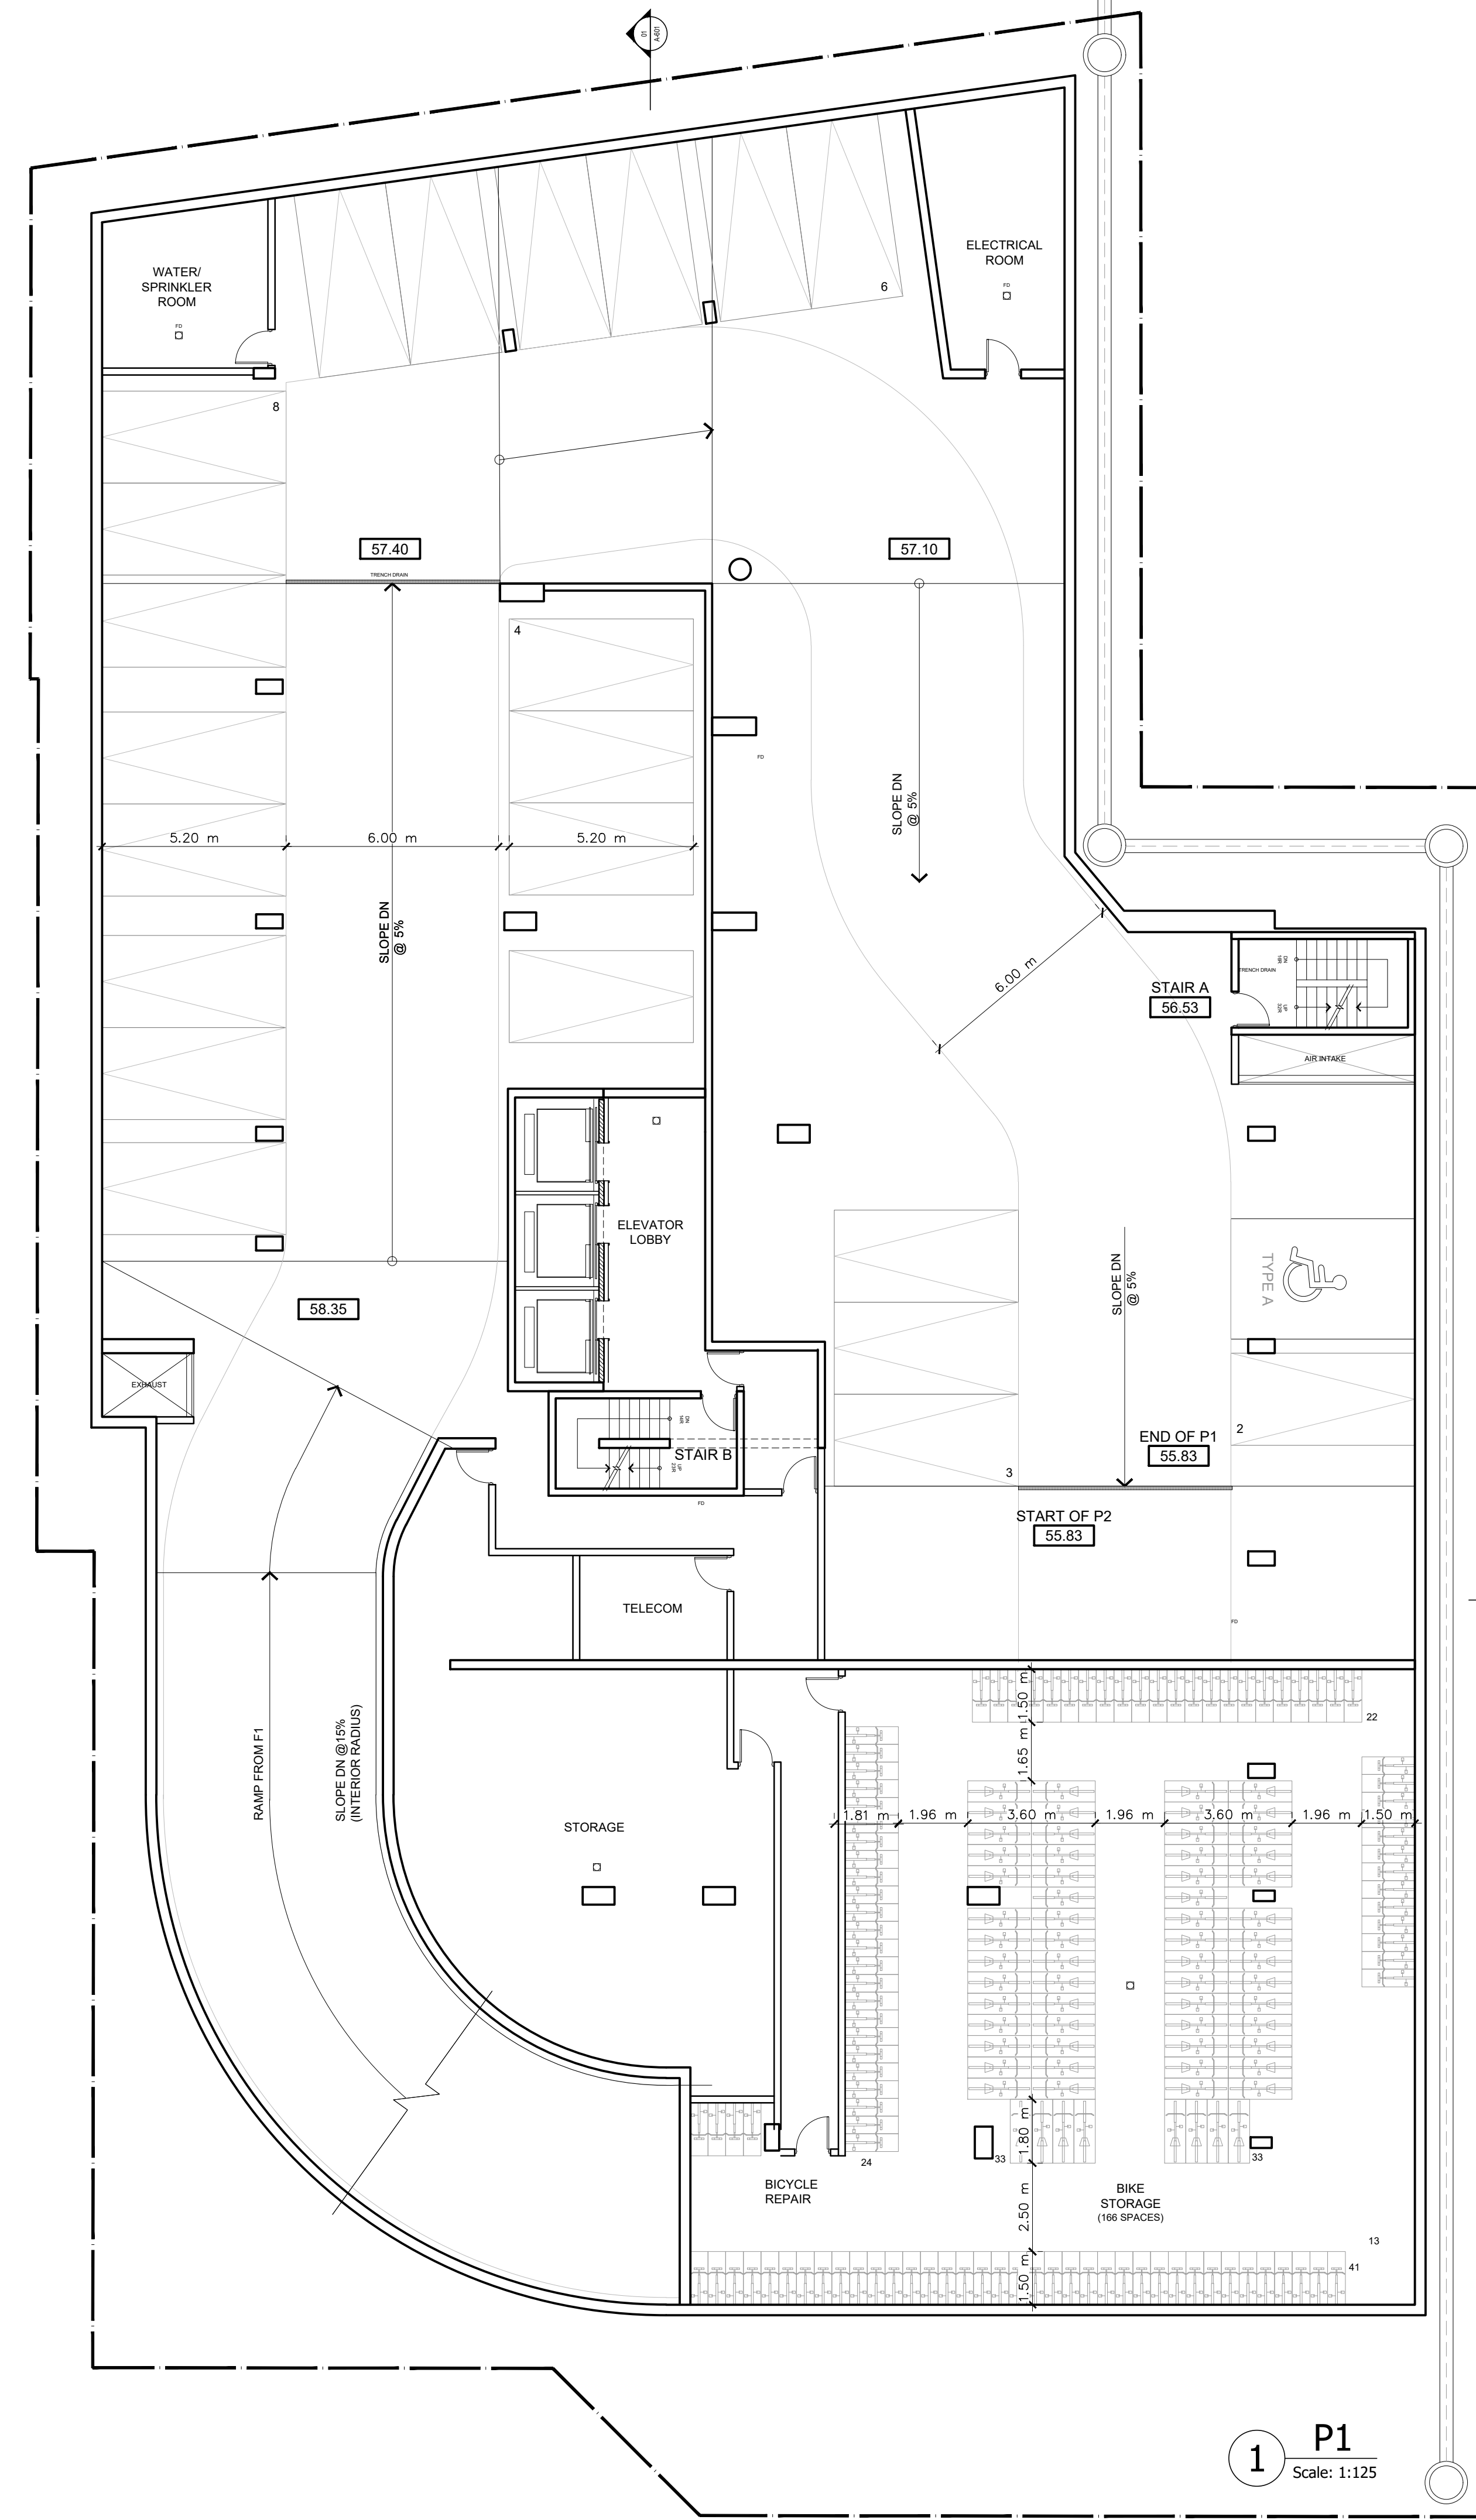 01
A-601
WATER/
SPRINKLER
ROOM
FD
ELECTRICAL
ROOM
FD
6
8
57.40
TRENCH DRAIN
57.10
4
FD
SLOPE DN
@ 5%
5.20 m
6.00 m
5.20 m
SLOPE DN
@ 5%
6.00 m
STAIR A
56.53
TRENCH DRAIN
DN
UP
AIR INTAKE
ELEVATOR
LOBBY
SLOPE DN
@ 5%
TYPE A
58.35
EXHAUST
DN
UP
STAIR B
FD
2
END OF P1
55.83
3
START OF P2
55.83
TELECOM
FD
RAMP FROM F1
SLOPE DN @15%
(INTERIOR RADIUS)
1.50 m
22
1.65 m
STORAGE
1.81 m
1.96 m
3.60 m
1.96 m
3.60 m
1.96 m
1.50 m
1.80 m
33
33
24
BICYCLE
REPAIR
BIKE
STORAGE
(166 SPACES)
2.50 m
13
41
1.50 m
1
P1
Scale: 1:125